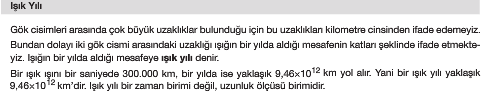 Işık Yılı
Gök cisimleri arasında çok büyük uzaklıklar bulunduğu için bu uzaklıkları kilometre cinsinden ifade edemeyiz.
Bundan dolayı iki gök cismi arasındaki uzaklığı ışığın bir yılda aldığı mesafenin katları şeklinde ifade etmekte-
yiz. Işığın bir yılda aldığı mesafeye ışık yılı denir.
Bir ışık ışını bir saniyede 300.000 km, bir yılda ise yaklaşık 9,46×10¹² km yol alır. Yani bir ışık yılı yaklaşık
9,46×10¹² km'dir. Işık yılı bir zaman birimi değil, uzunluk ölçüsü birimidir.